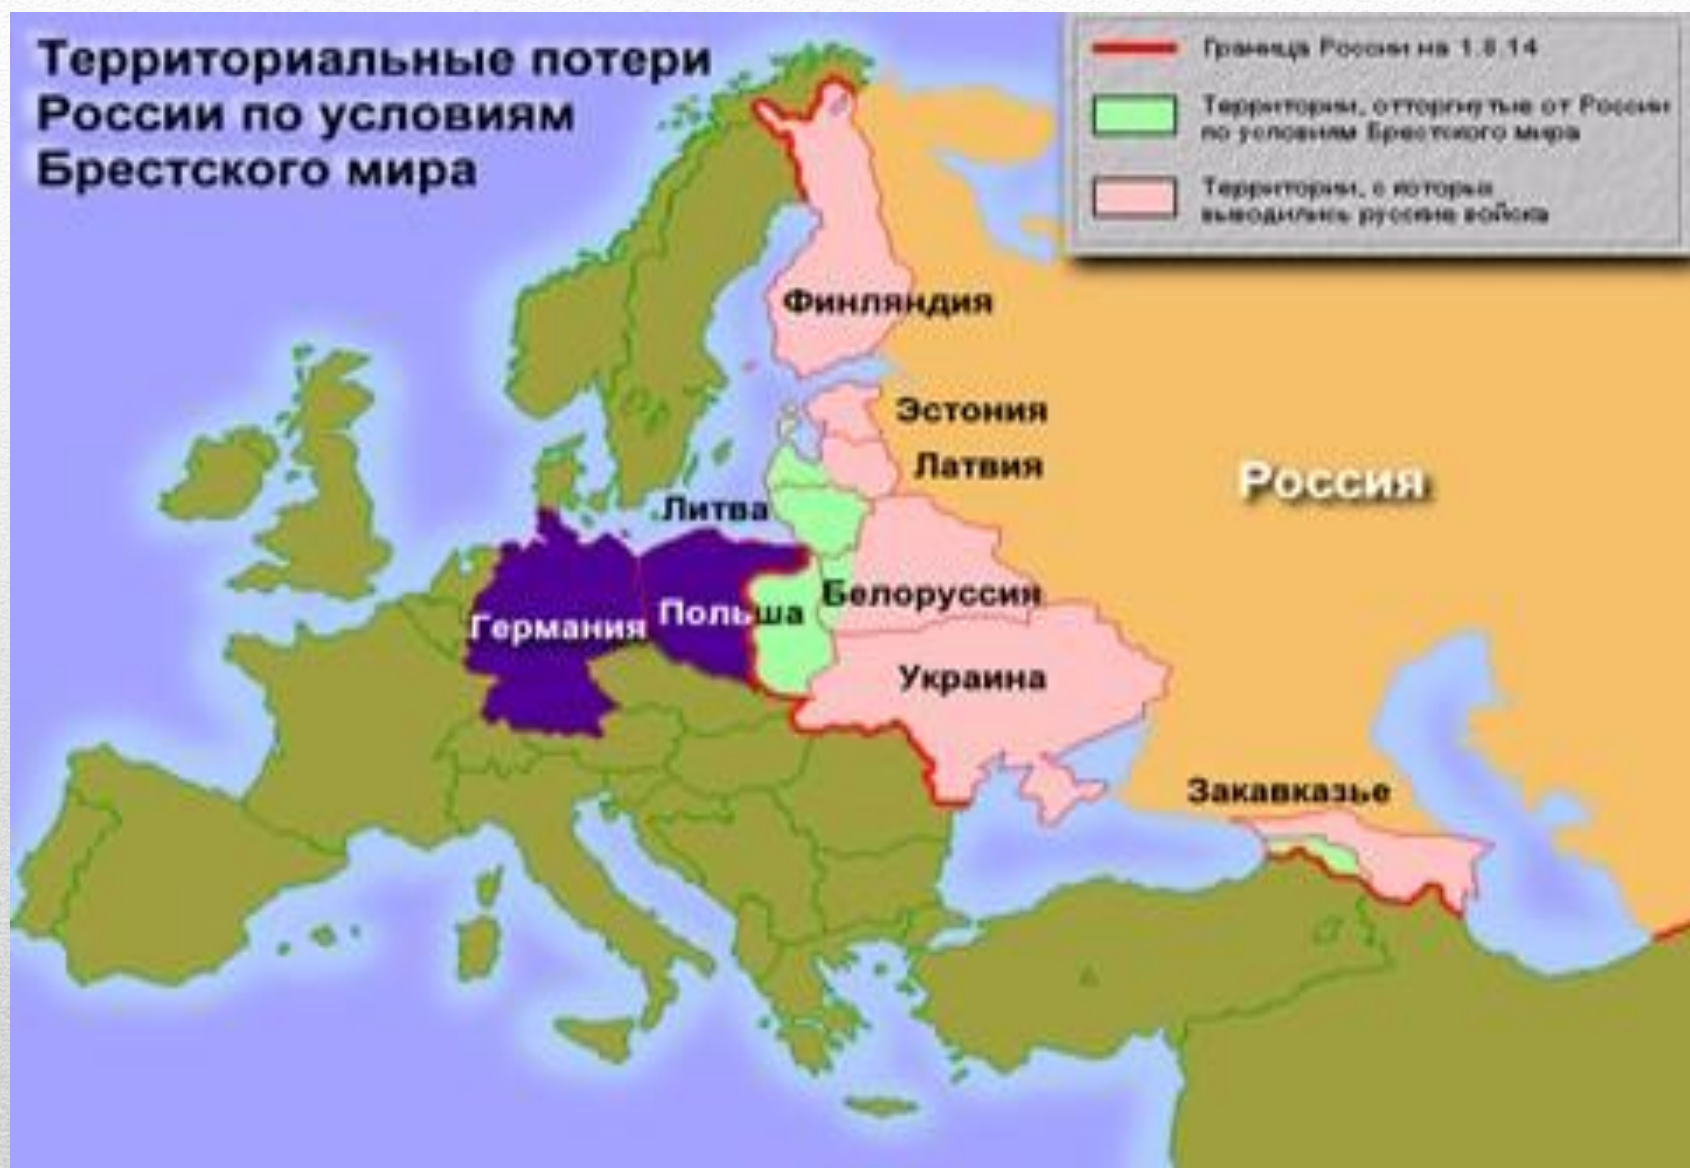 Территориальные потери
России по условиям
Брестского мира
Граница России на 1.8.14
Территории, отторгнутые от России
по условиям Брестского мира
Территории, с которых
выводились русские войска
Финляндия
Эстония
Латвия
Россия
Литва
Белоруссия
Польша
Германия
Украина
Закавказье